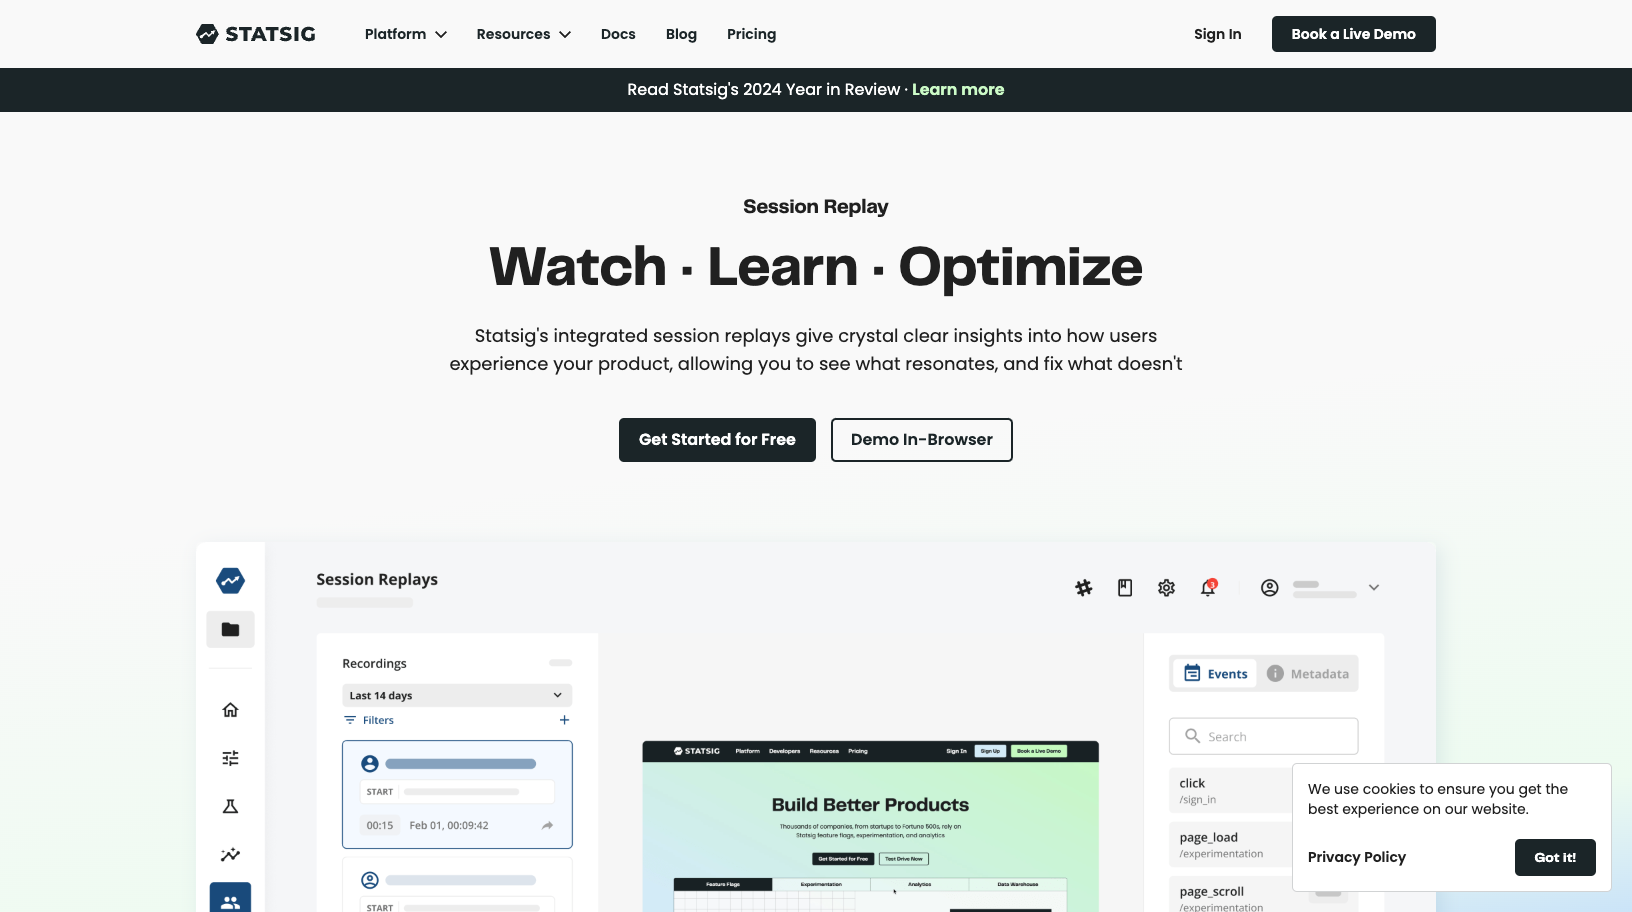 STATSIG
Platform
Resources
Docs
Blog
Pricing
Sign In
Book a Live Demo
Read Statsig's 2024 Year in Review · Learn more
Session Replay
Watch · Learn · Optimize
Statsig's integrated session replays give crystal clear insights into how users
experience your product, allowing you to see what resonates, and fix what doesn't
Get Started for Free
Demo In-Browser
Session Replays
3
Recordings
Last 14 days
Filters
START
00:15
Feb 01, 00:09:42
START
STATSIG
Platform
Developers
Resources
Pricing
Sign In
Sign Up
Book a Live Demo
Build Better Products
Thousands of companies, from startups to Fortune 500s, rely on
Statsig feature flags, experimentation, and analytics
Get Started for Free
Test Drive Now
Feature Flags
Experimentation
Analytics
Data Warehouse
Events
Metadata
Search
click
/sign_in
page_load
/experimentation
page_scroll
/experimentation
We use cookies to ensure you get the
best experience on our website.
Privacy Policy
Got It!